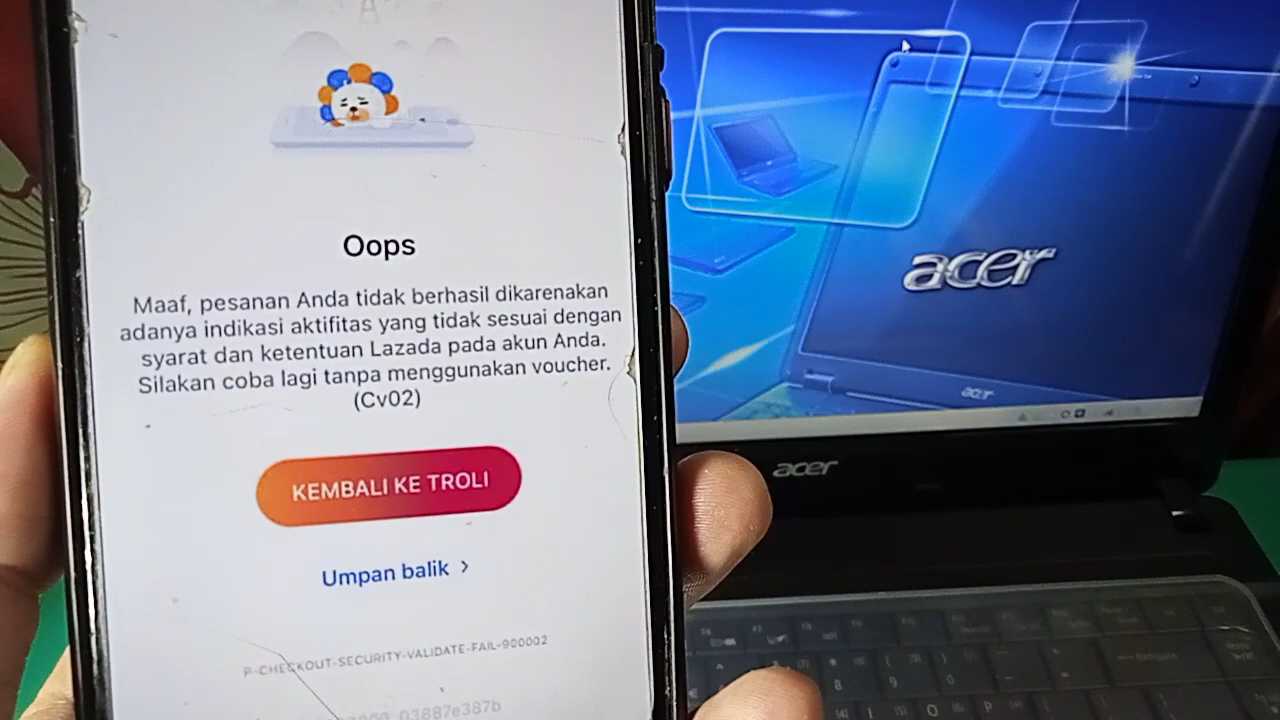 Oops
Maaf, pesanan Anda tidak berhasil dikarenakan
adanya indikasi aktifitas yang tidak sesuai dengan
syarat dan ketentuan Lazada pada akun Anda.
Silakan coba lagi tanpa menggunakan voucher.
(Cv02)
KEMBALI KE TROLI
Umpan balik >
P-CHECKOUT-SECURITY-VALIDATE-FAIL-900002
03887e387b
acer
acer
acer